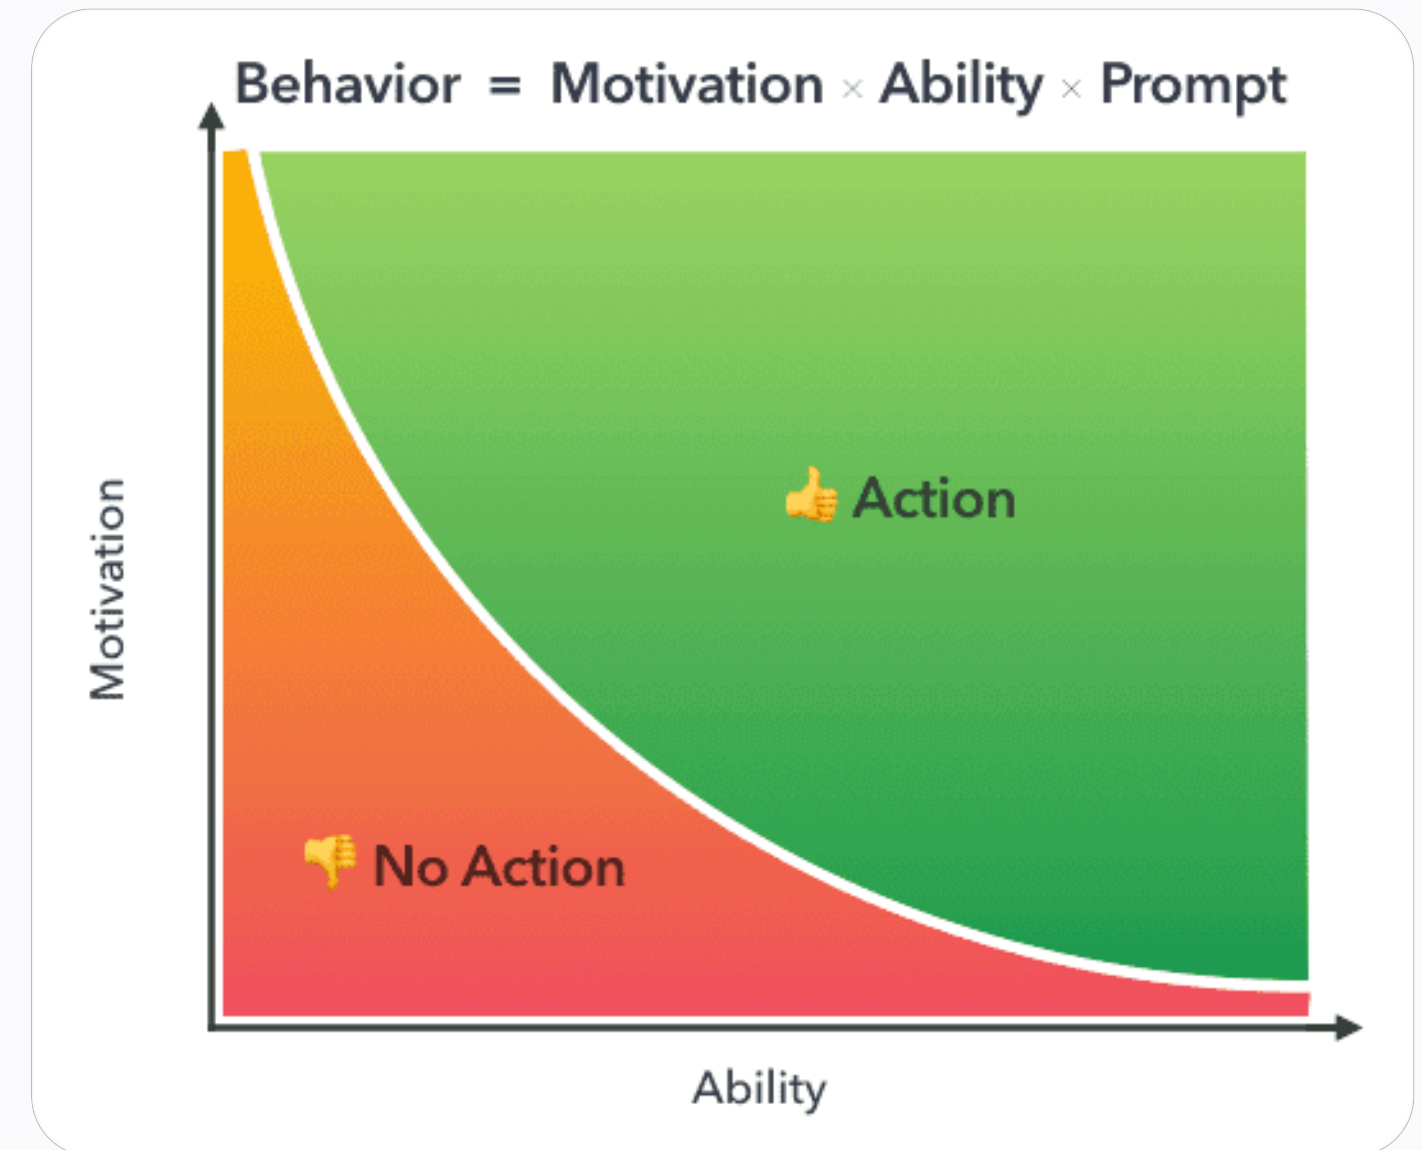 Behavior = Motivation × Ability × Prompt
Motivation
👍 Action
👎 No Action
Ability